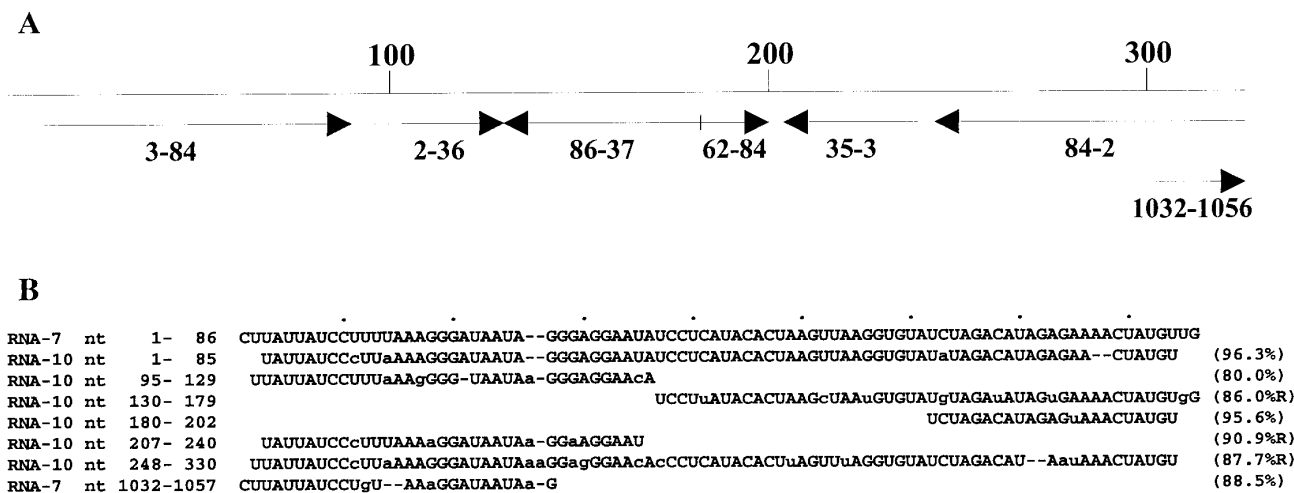 A
100 200 300
3-84 2-36 86-37 62-84 35-3 84-2
1032-1056
B
RNA-7 nt 1- 86 CUUAUUAUCCUUUUAAAGGGAUAAUA--GGGAGGAAUAUCCUCAUACACUAAGUUAAGGUGUAUCUAGACAUAGAGAAAACUAUGUUG
RNA-10 nt 1- 85 UAUUAUCCcUUaAAAGGGAUAAUA--GGGAGGAAUAUCCUCAUACACUAAGUUAAGGUGUAUaUAGACAUAGAGAA--CUAUGU (96.3%)
RNA-10 nt 95- 129 UUAUUAUCCUUUaAAgGGG-UAAUAa-GGGAGGAAcA (80.0%)
RNA-10 nt 130- 179 UCCUuAUACACUAAGcUAAuGUGUAUgUAGAuAUAGuGAAAACUAUGUgG (86.0%R)
RNA-10 nt 180- 202 UCUAGACAUAGAGuAAACUAUGU (95.6%)
RNA-10 nt 207- 240 UAUUAUCCcUUUAAAaGGAUAAUAa-GGaAGGAAU (90.9%R)
RNA-10 nt 248- 330 UUAUUAUCCcUUaAAAGGGAUAAUAaaGGagGGAAcAcCCUCAUACACUuAGUUuAGGUGUAUCUAGACAU--AauAAACUAUGU (87.7%R)
RNA-7 nt 1032-1057 CUUAUUAUCCUgU--AAaGGAUAAUAa-G (88.5%)